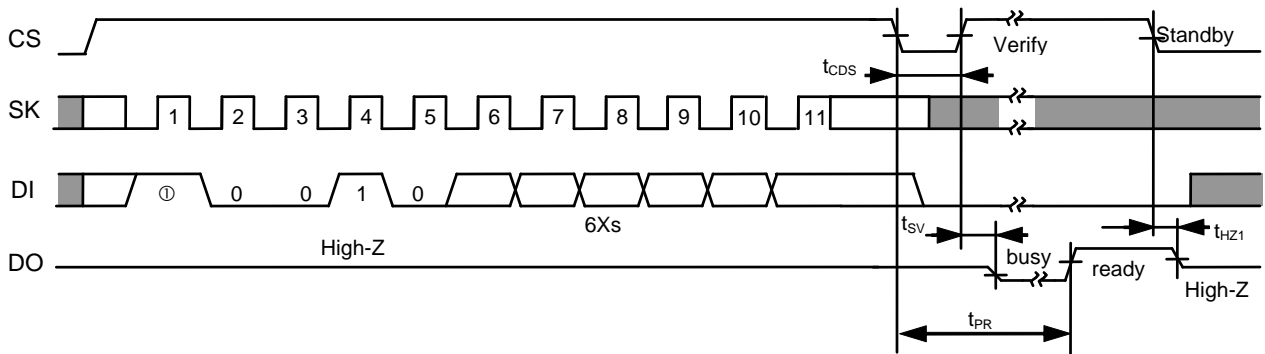 CS
Verify
Standby
tCDS
SK
1 2 3 4 5 6 7 8 9 10 11
DI
① 0 0 1 0
6Xs
tSV
tHZ1
High-Z
DO
busy
ready
High-Z
tPR